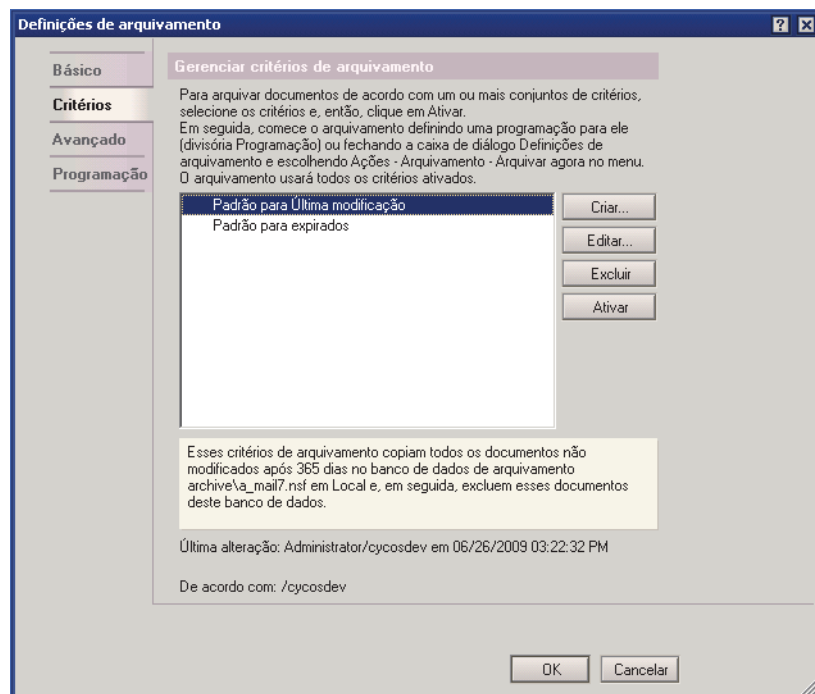 Definições de arquivamento
Básico
Critérios
Avançado
Programação
Gerenciar critérios de arquivamento
Para arquivar documentos de acordo com um ou mais conjuntos de critérios,
selecione os critérios e, então, clique em Ativar.
Em seguida, comece o arquivamento definindo uma programação para ele
(divisória Programação) ou fechando a caixa de diálogo Definições de
arquivamento e escolhendo Ações - Arquivamento - Arquivar agora no menu.
O arquivamento usará todos os critérios ativados.
Padrão para Última modificação
Padrão para expirados
Criar...
Editar...
Excluir
Ativar
Esses critérios de arquivamento copiam todos os documentos não
modificados após 365 dias no banco de dados de arquivamento
archive\a_mail7.nsf em Local e, em seguida, excluem esses documentos
deste banco de dados.
Última alteração: Administrator/cycosdev em 06/26/2009 03:22:32 PM
De acordo com: /cycosdev
OK
Cancelar